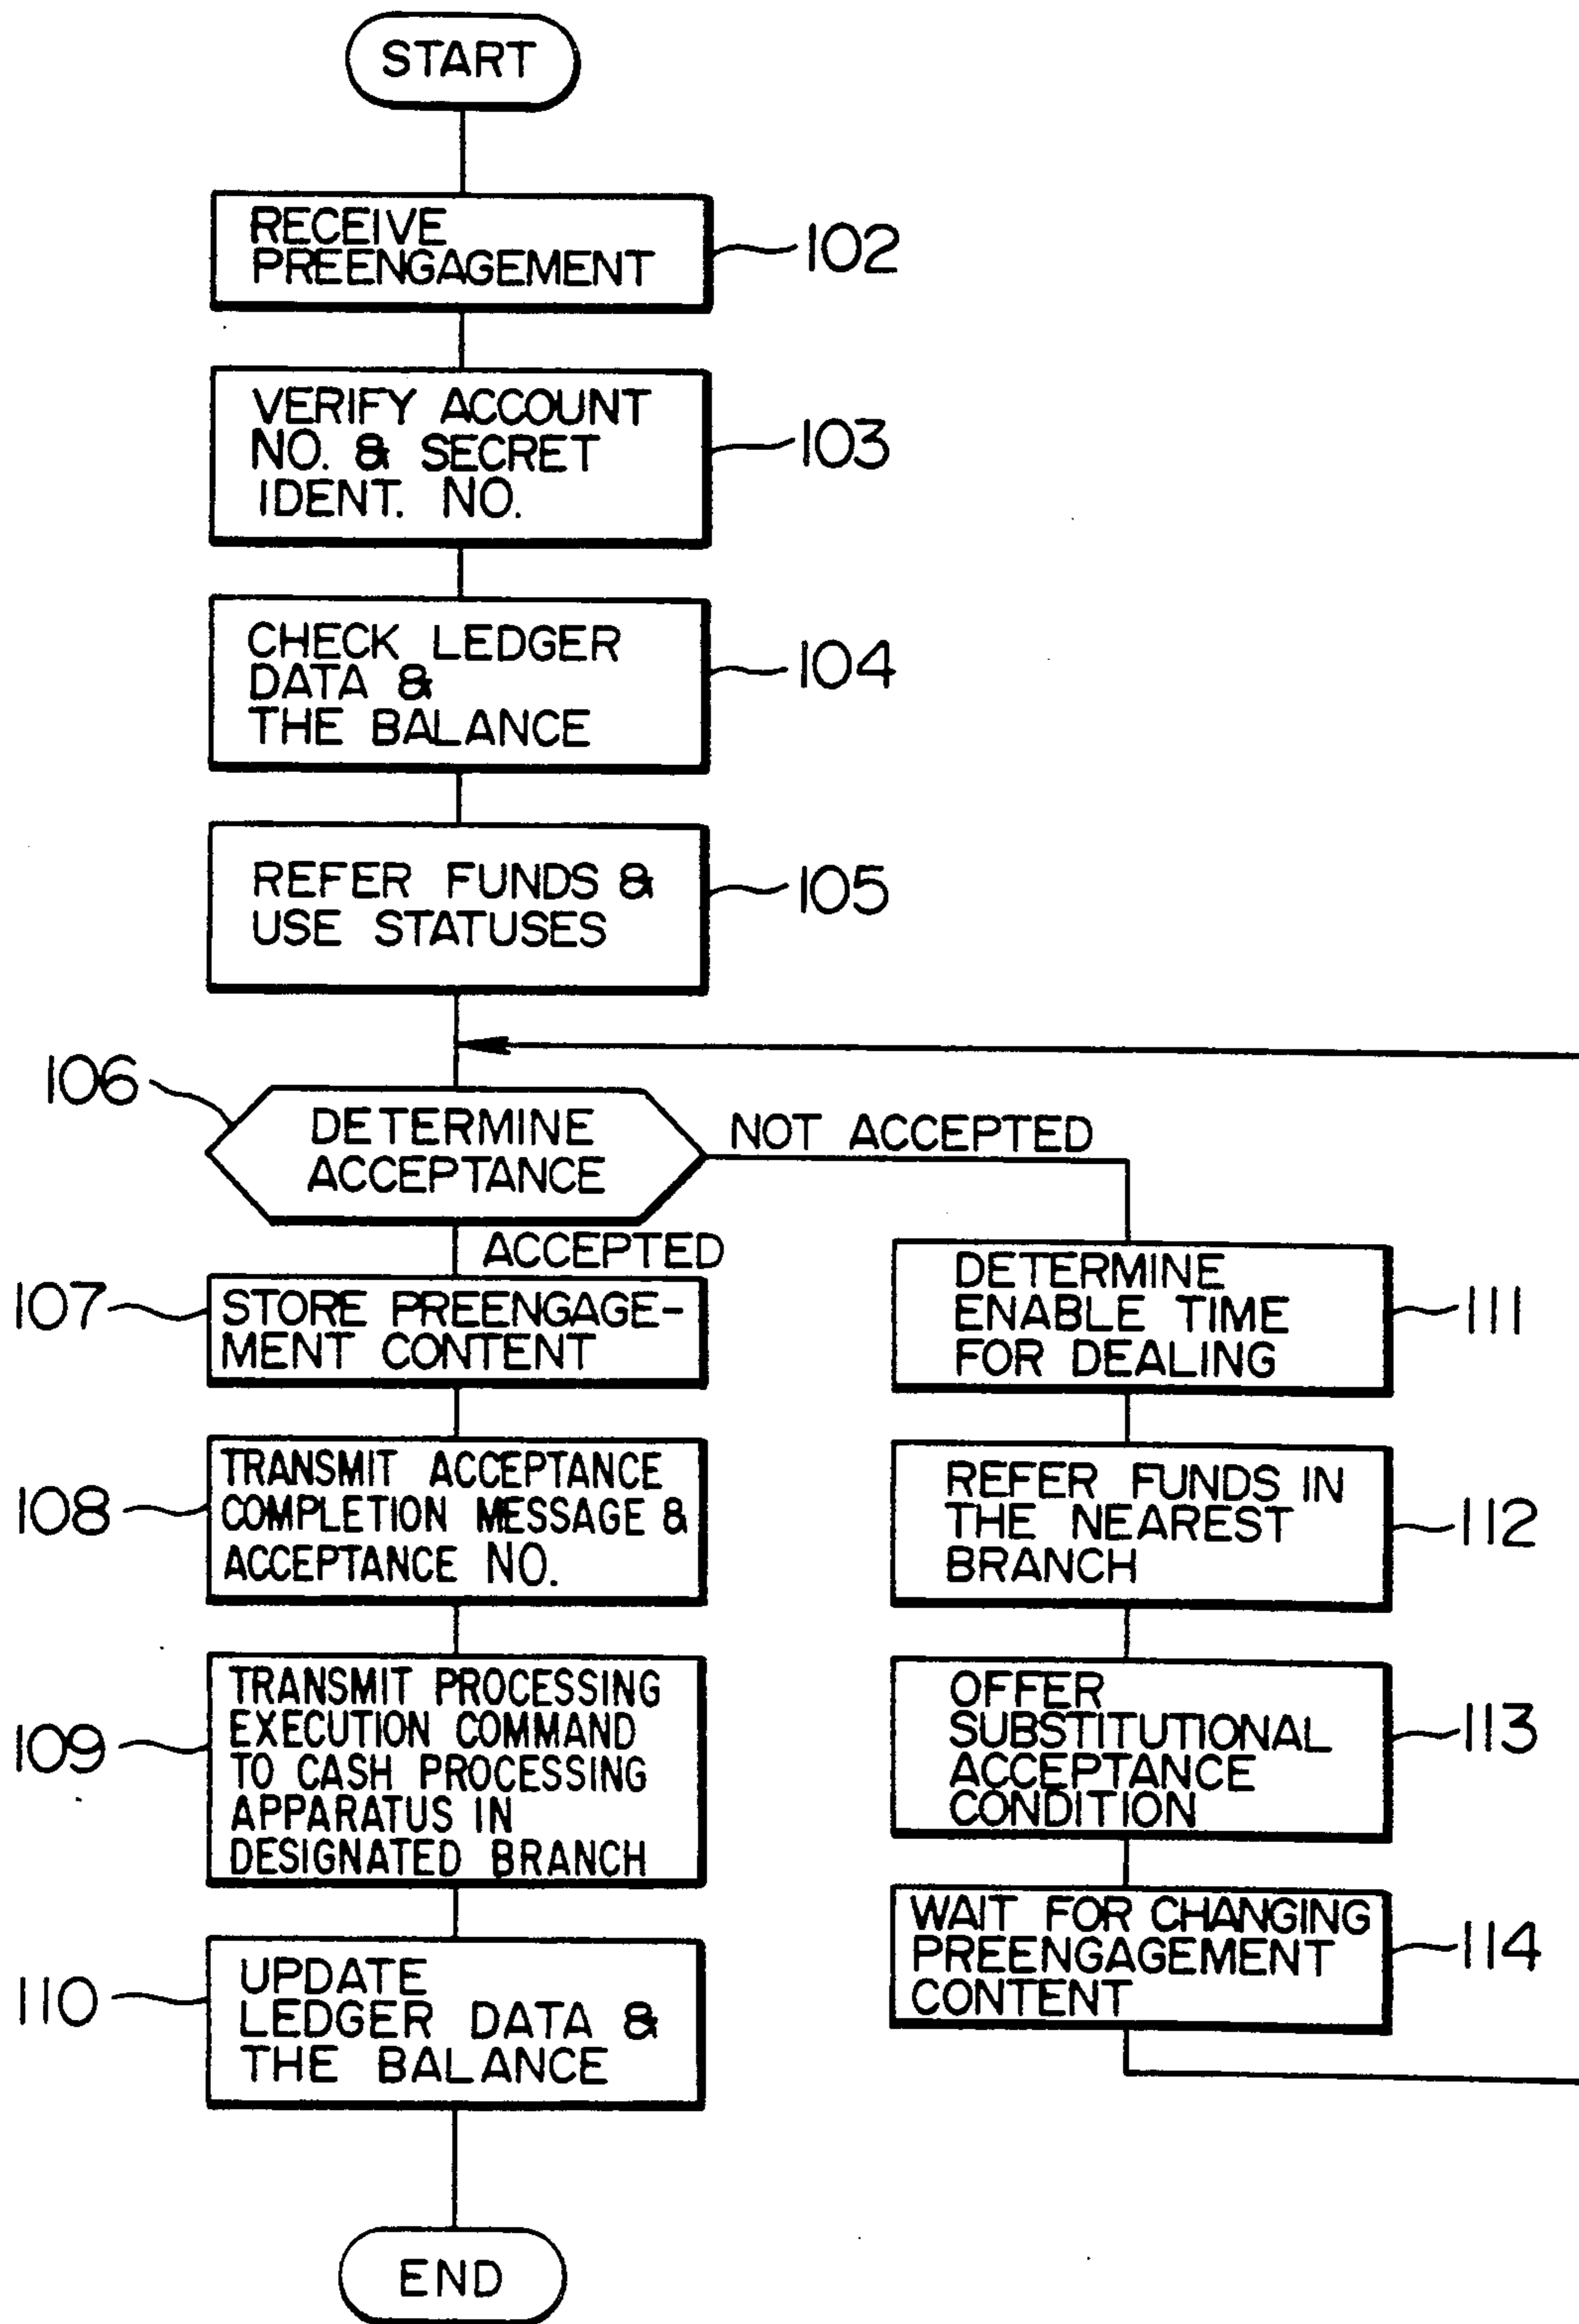 START
RECEIVE
PREENGAGEMENT
102
VERIFY ACCOUNT
NO. & SECRET
IDENT. NO.
103
CHECK LEDGER
DATA &
THE BALANCE
104
REFER FUNDS &
USE STATUSES
105
106
DETERMINE
ACCEPTANCE
NOT ACCEPTED
ACCEPTED
107
STORE PREENGAGE-
MENT CONTENT
108
TRANSMIT ACCEPTANCE
COMPLETION MESSAGE &
ACCEPTANCE NO.
109
TRANSMIT PROCESSING
EXECUTION COMMAND
TO CASH PROCESSING
APPARATUS IN
DESIGNATED BRANCH
110
UPDATE
LEDGER DATA &
THE BALANCE
END
DETERMINE
ENABLE TIME
FOR DEALING
111
REFER FUNDS IN
THE NEAREST
BRANCH
112
OFFER
SUBSTITUTIONAL
ACCEPTANCE
CONDITION
113
WAIT FOR CHANGING
PREENGAGEMENT
CONTENT
114